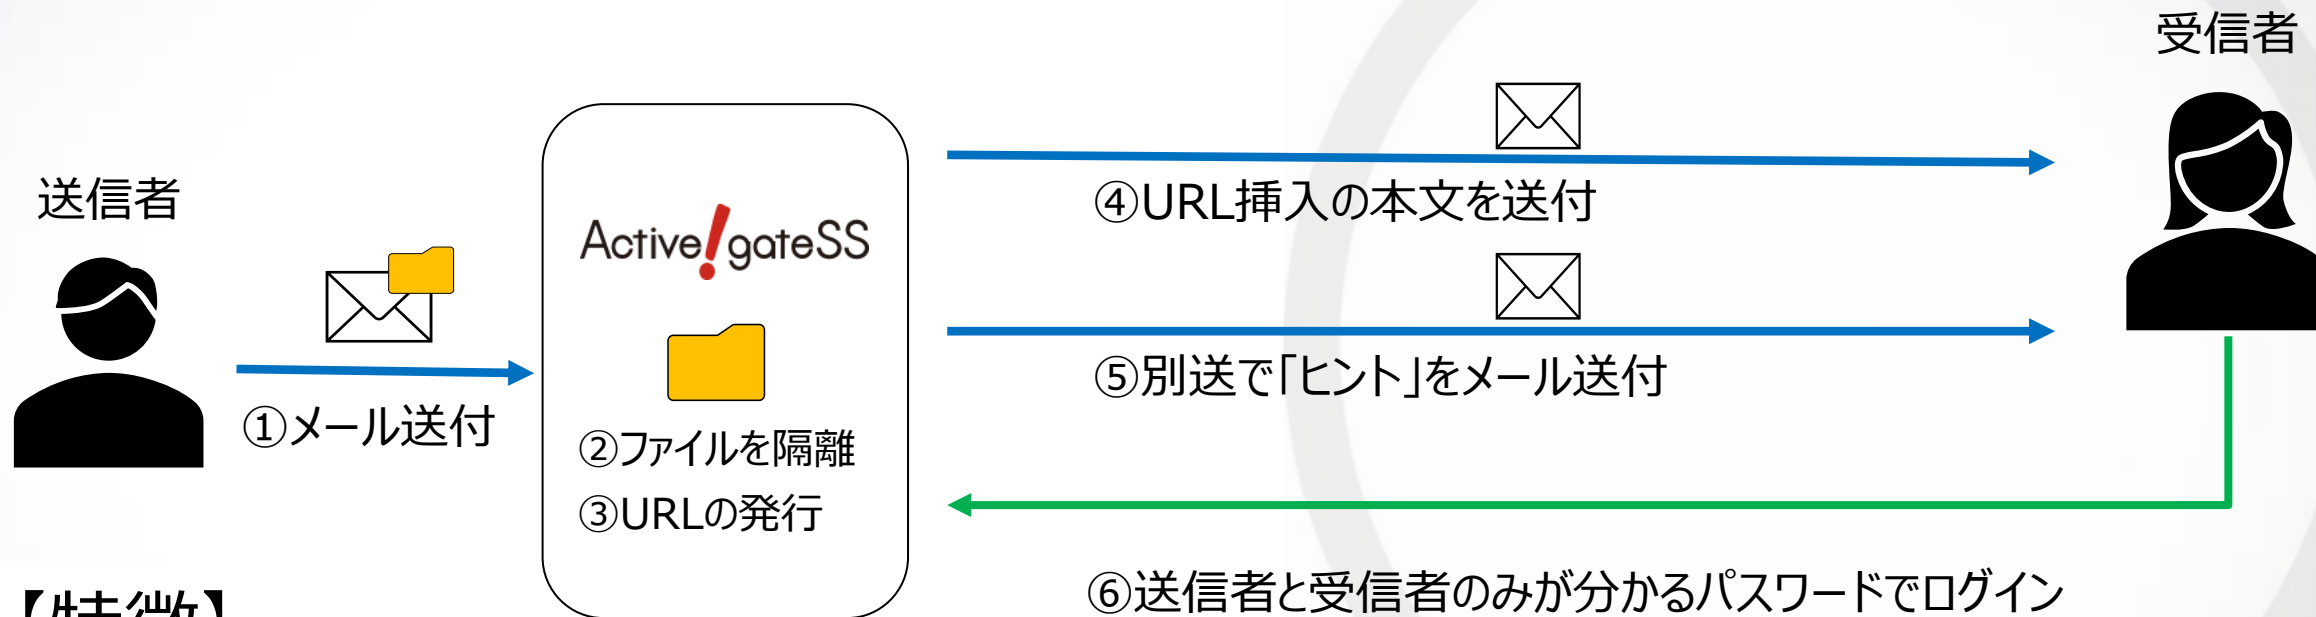 受信者
送信者
Active!gateSS
①メール送付
②ファイルを隔離
③URLの発行
④URL挿入の本文を送付
⑤別送で「ヒント」をメール送付
⑥送信者と受信者のみが分かるパスワードでログイン
【特徴】